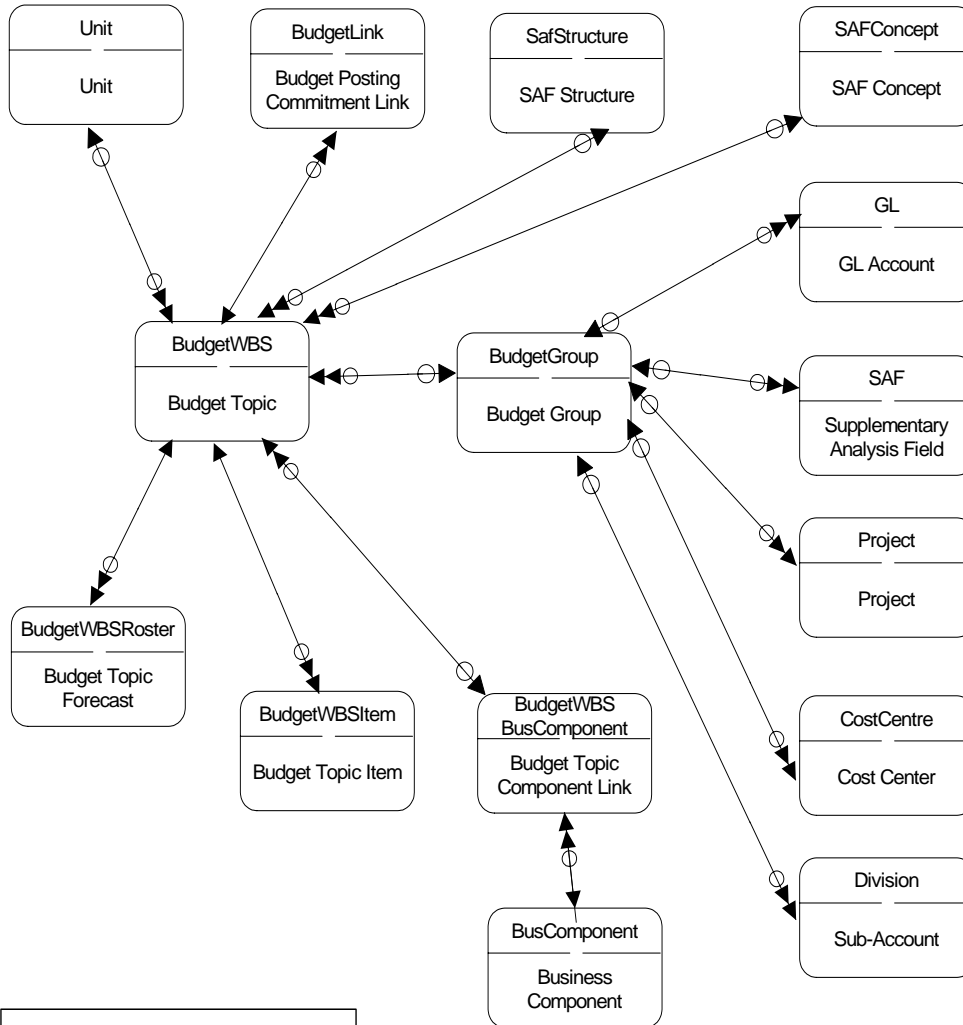 Unit
Unit
BudgetLink
Budget Posting
Commitment Link
SafStructure
SAF Structure
SAFConcept
SAF Concept
GL
GL Account
BudgetWBS
Budget Topic
BudgetGroup
Budget Group
SAF
Supplementary
Analysis Field
Project
Project
BudgetWBSRoster
Budget Topic
Forecast
BudgetWBSItem
Budget Topic Item
BudgetWBS
BusComponent
Budget Topic
Component Link
CostCentre
Cost Center
BusComponent
Business
Component
Division
Sub-Account